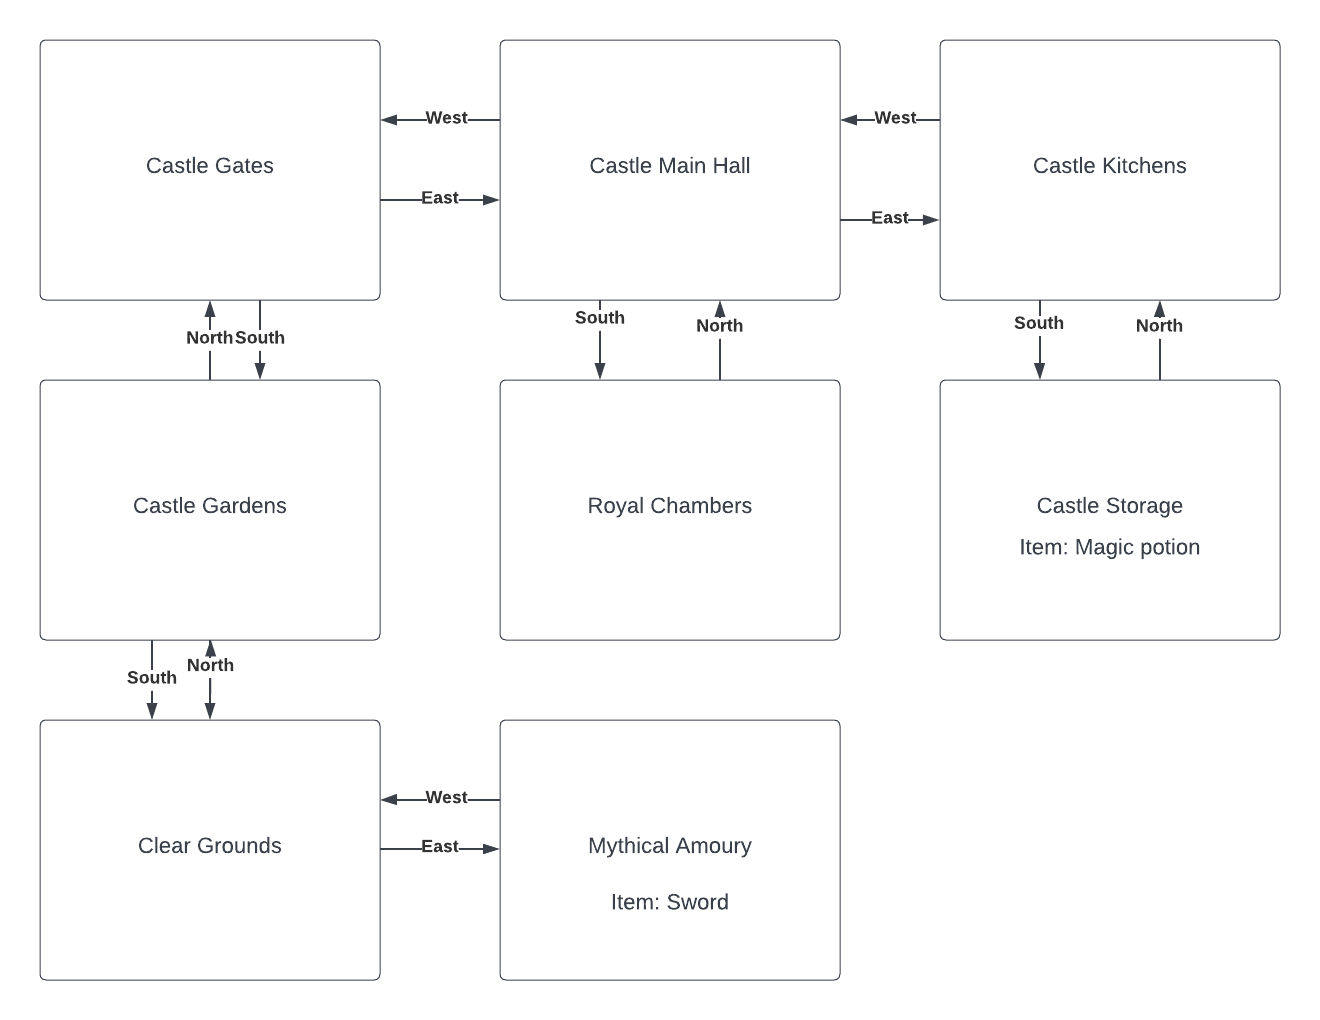 Castle Gates
West
East
Castle Main Hall
West
East
Castle Kitchens
North
South
South
North
South
North
Castle Gardens
Royal Chambers
Castle Storage
Item: Magic potion
South
North
Clear Grounds
West
East
Mythical Amoury
Item: Sword